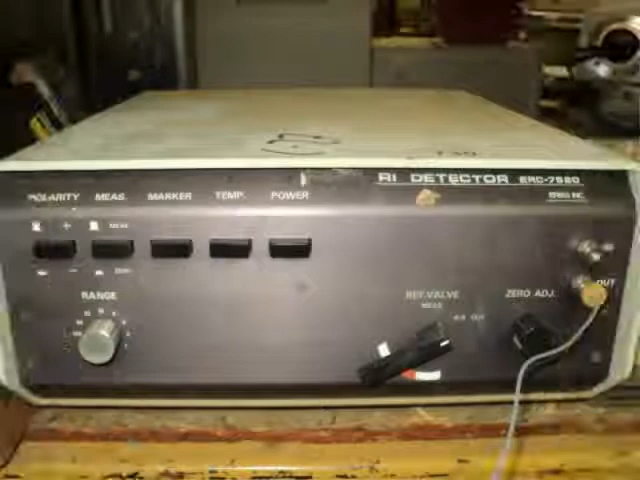 RI DETECTOR ERC-7520
POLARITY MEAS. MARKER TEMP. POWER
+
−
RANGE
REF.VALVE
ZERO ADJ.
OUT